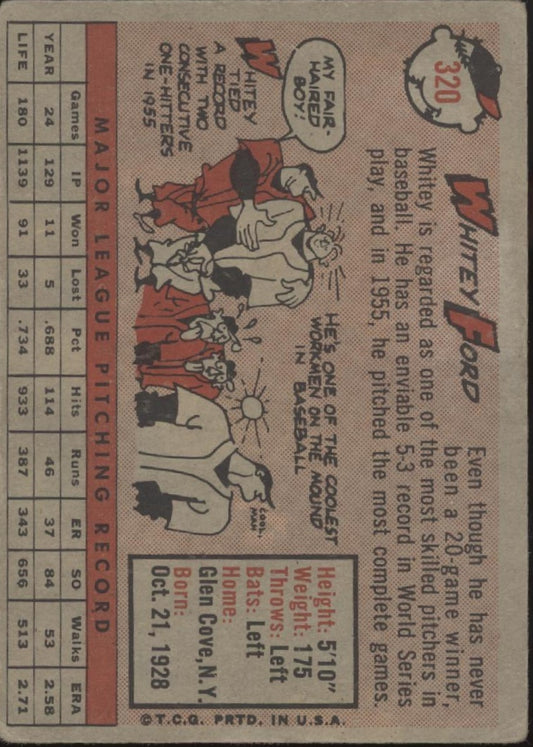 320
WHITEY FORD
Even though he has never
been a 20-game winner,
Whitey is regarded as one of the most skilled pitchers in
baseball. He has an enviable 5-3 record in World Series
play, and in 1955, he pitched the most complete games.
MY FAIR-
HAIRED
BOY!
WHITEY
TIED
A RECORD
WITH TWO
CONSECUTIVE
ONE-HITTER'S
IN 1955
HE'S ONE OF THE COOLEST
WORKMEN ON THE MOUND
IN BASEBALL
COOL,
MAN
Height: 5'10"
Weight: 175
Throws: Left
Bats: Left
Home:
Glen Cove, N.Y.
Born:
Oct. 21, 1928
MAJOR LEAGUE PITCHING RECORD
Games IP Won Lost Pct Hits Runs ER SO Walks ERA
YEAR 24 129 11 5 .688 114 46 37 84 53 2.58
LIFE 180 1139 91 33 .734 933 387 343 656 513 2.71
© T.C.G. PRTD. IN U.S.A.